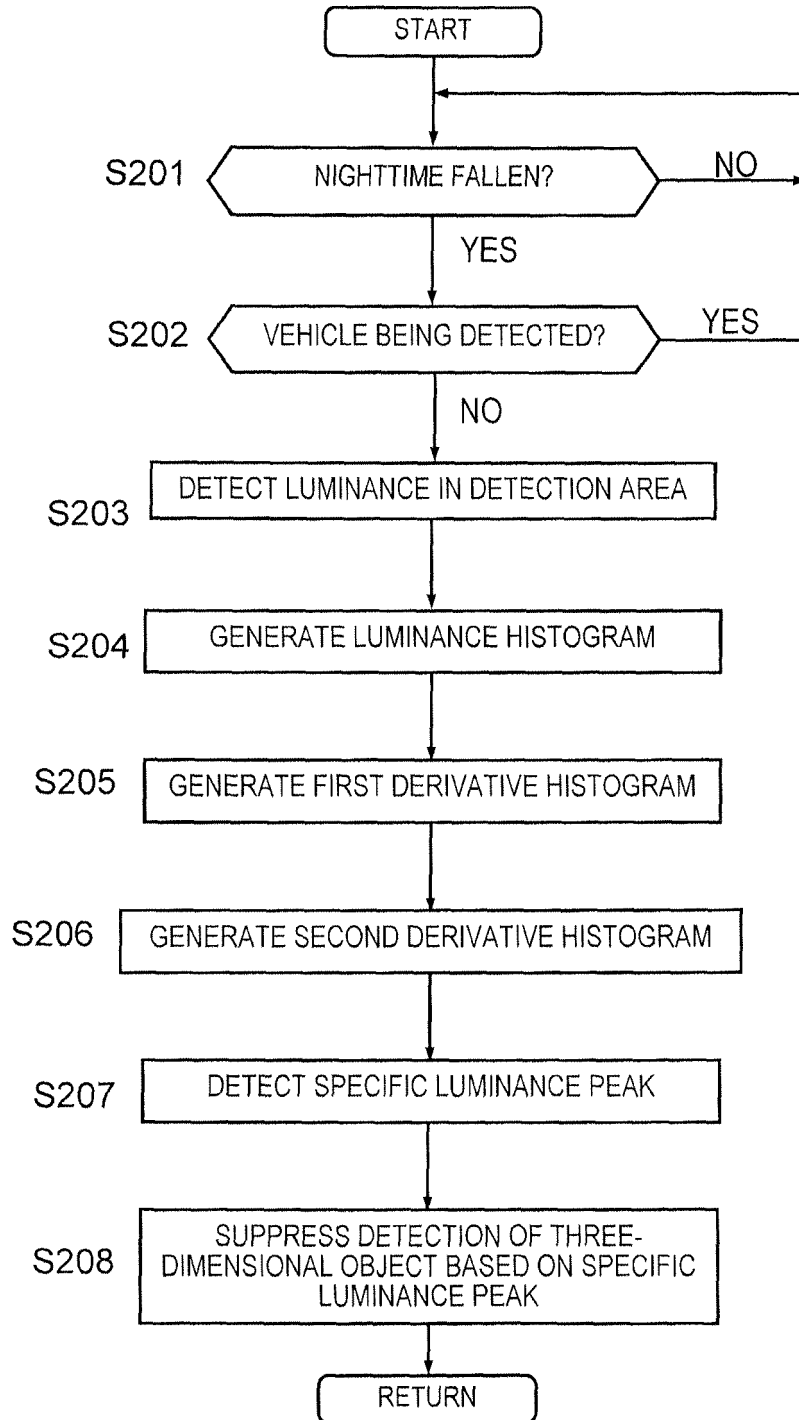 START
S201
NIGHTTIME FALLEN?
NO
YES
S202
VEHICLE BEING DETECTED?
YES
NO
S203
DETECT LUMINANCE IN DETECTION AREA
S204
GENERATE LUMINANCE HISTOGRAM
S205
GENERATE FIRST DERIVATIVE HISTOGRAM
S206
GENERATE SECOND DERIVATIVE HISTOGRAM
S207
DETECT SPECIFIC LUMINANCE PEAK
S208
SUPPRESS DETECTION OF THREE-
DIMENSIONAL OBJECT BASED ON SPECIFIC
LUMINANCE PEAK
RETURN